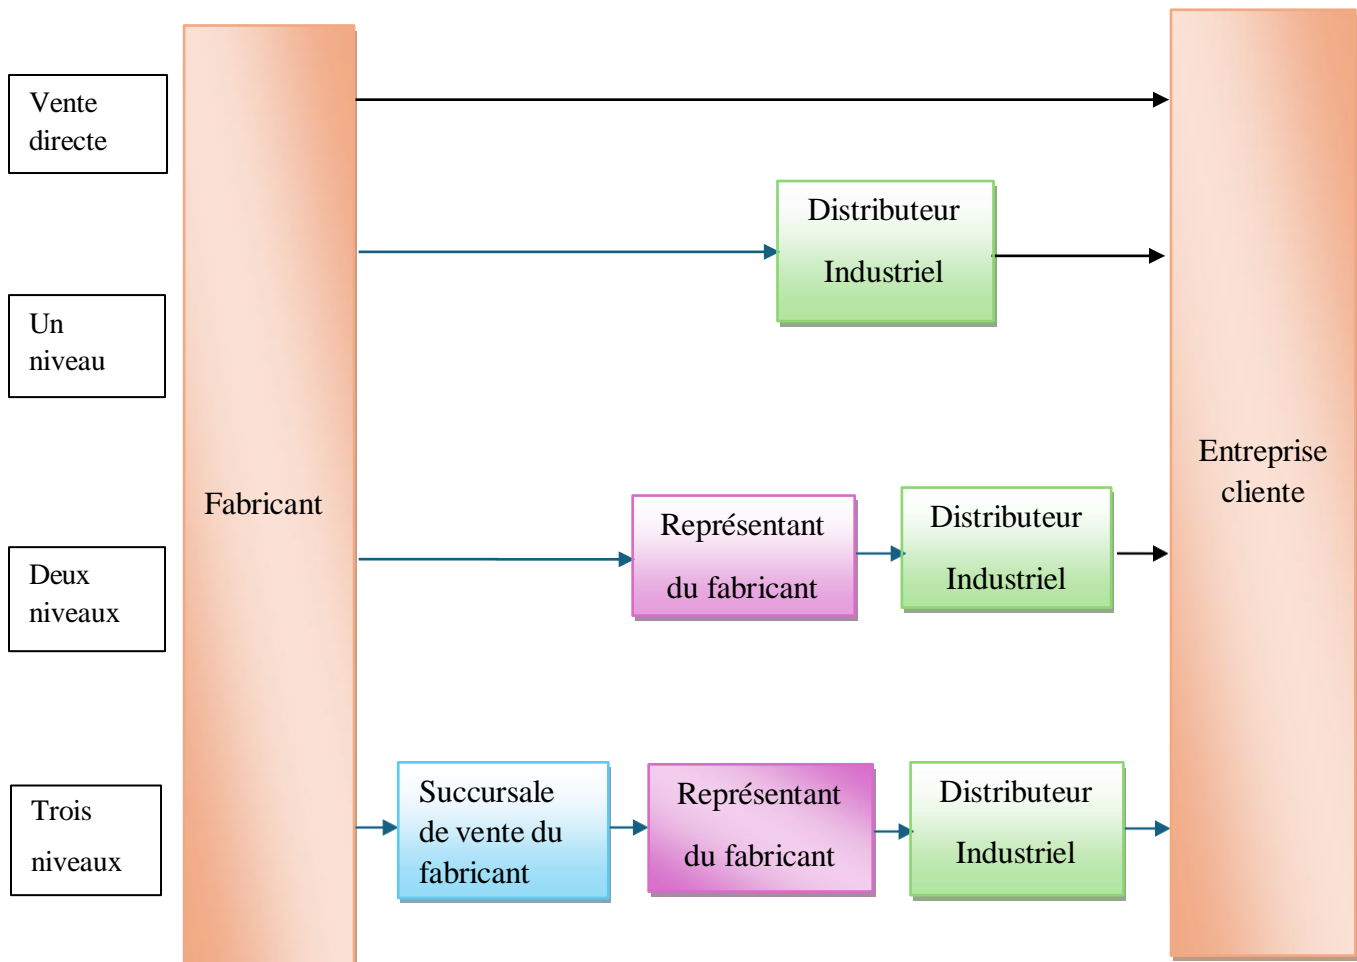 Vente
directe
Distributeur
Industriel
Un
niveau
Fabricant
Entreprise
cliente
Deux
niveaux
Représentant
du fabricant
Distributeur
Industriel
Trois
niveaux
Succursale
de vente du
fabricant
Représentant
du fabricant
Distributeur
Industriel